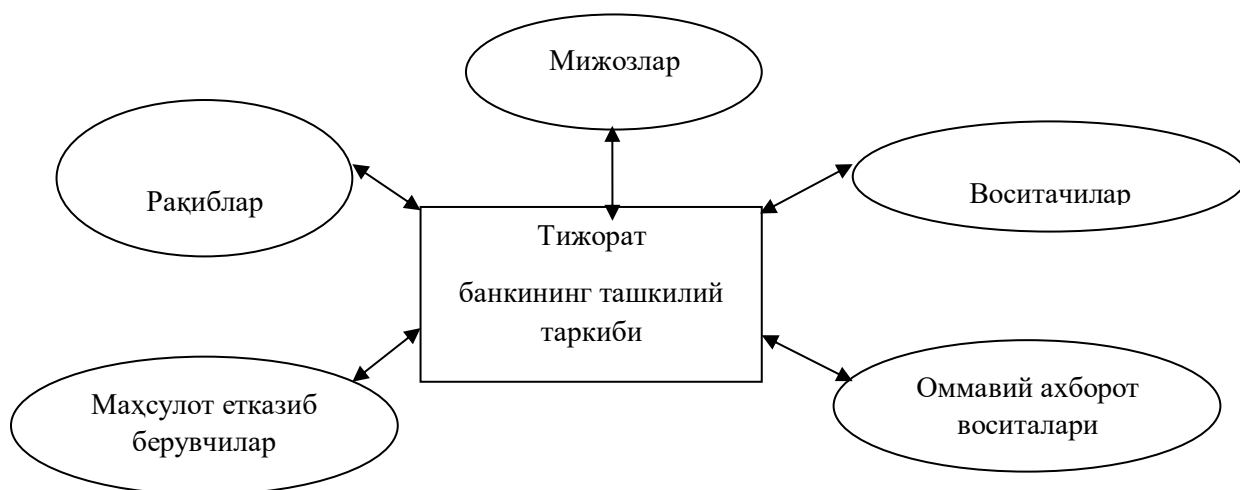 Мижозлар
Рақиблар
Воситачилар
Тижорат
банкининг ташкилий
таркиби
Маҳсулот етказиб
берувчилар
Оммавий ахборот
воситалари